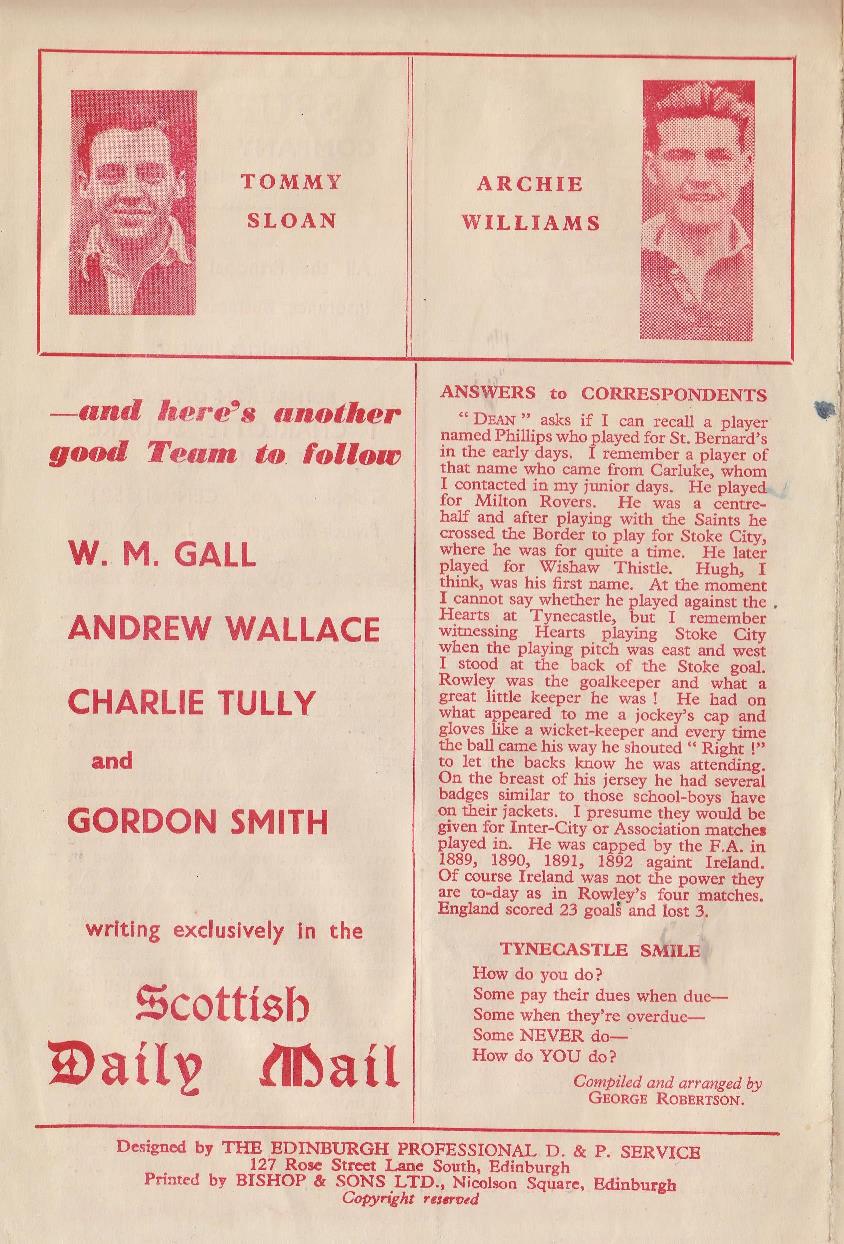 TOMMY
SLOAN
ARCHIE
WILLIAMS
—and here's another
good Team to follow
W. M. GALL
ANDREW WALLACE
CHARLIE TULLY
and
GORDON SMITH
writing exclusively in the
Scottish
Daily Mail
ANSWERS to CORRESPONDENTS
" DEAN " asks if I can recall a player
named Phillips who played for St. Bernard's
in the early days. I remember a player of
that name who came from Carluke, whom
I contacted in my junior days. He played
for Milton Rovers. He was a centre-
half and after playing with the Saints he
crossed the Border to play for Stoke City,
where he was for quite a time. He later
played for Wishaw Thistle. Hugh, I
think, was his first name. At the moment
I cannot say whether he played against the
Hearts at Tynecastle, but I remember
witnessing Hearts playing Stoke City
when the playing pitch was east and west
I stood at the back of the Stoke goal.
Rowley was the goalkeeper and what a
great little keeper he was ! He had on
what appeared to me a jockey's cap and
gloves like a wicket-keeper and every time
the ball came his way he shouted " Right !"
to let the backs know he was attending.
On the breast of his jersey he had several
badges similar to those school-boys have
on their jackets. I presume they would be
given for Inter-City or Association matches
played in. He was capped by the F.A. in
1889, 1890, 1891, 1892 againt Ireland.
Of course Ireland was not the power they
are to-day as in Rowley's four matches.
England scored 23 goals and lost 3.
TYNECASTLE SMILE
How do you do?
Some pay their dues when due—
Some when they're overdue—
Some NEVER do—
How do YOU do?
Compiled and arranged by
GEORGE ROBERTSON.
Designed by THE EDINBURGH PROFESSIONAL D. & P. SERVICE
127 Rose Street Lane South, Edinburgh
Printed by BISHOP & SONS LTD., Nicolson Square, Edinburgh
Copyright reserved